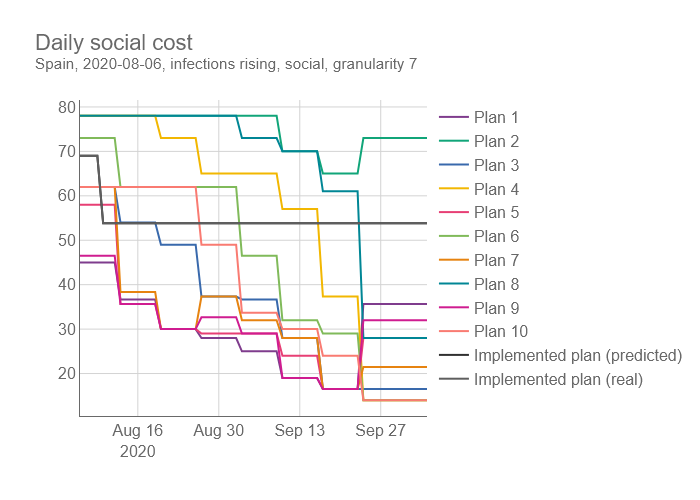 Daily social cost
Spain, 2020-08-06, infections rising, social, granularity 7
80
70
60
50
40
30
20
Aug 16
2020
Aug 30
Sep 13
Sep 27
Plan 1
Plan 2
Plan 3
Plan 4
Plan 5
Plan 6
Plan 7
Plan 8
Plan 9
Plan 10
Implemented plan (predicted)
Implemented plan (real)